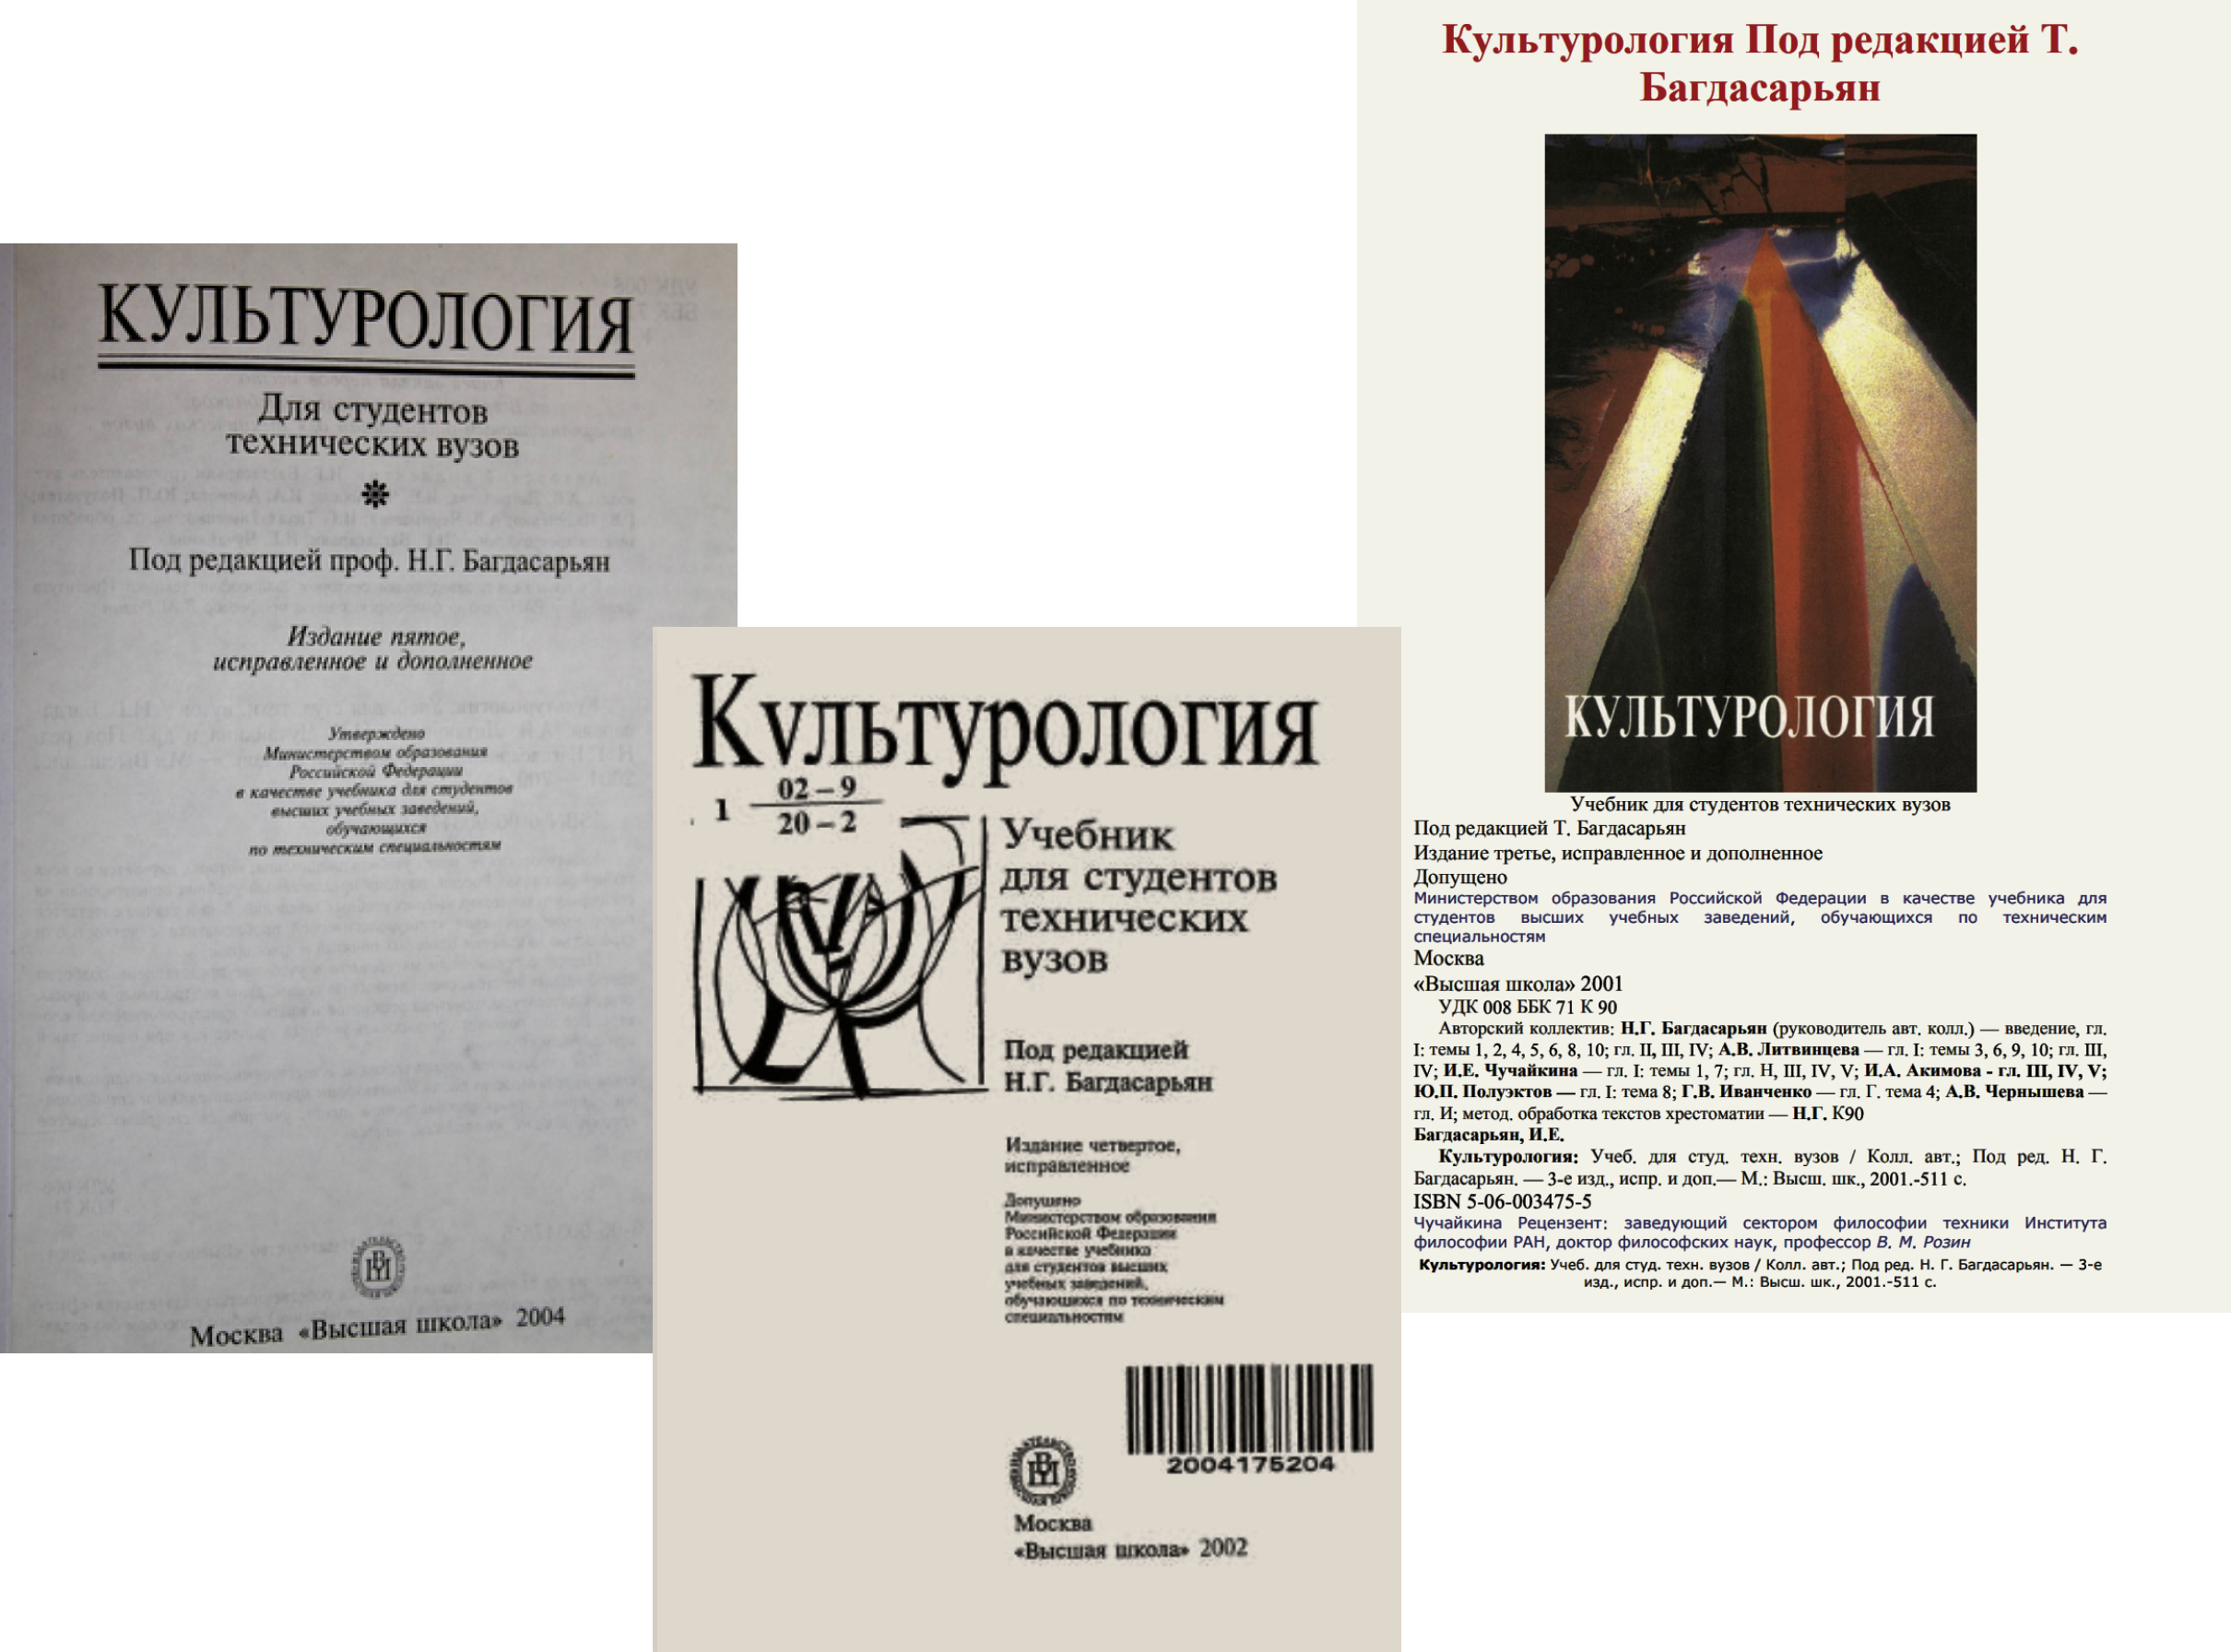 КУЛЬТУРОЛОГИЯ
Для студентов
технических вузов
Под редакцией проф. Н.Г. Багдасарьян
Издание пятое,
исправленное и дополненное
Утверждено
Министерством образования
Российской Федерации
в качестве учебника для студентов
высших учебных заведений,
обучающихся
по техническим специальностям
Москва «Высшая школа» 2004
Культурология
1 02 – 9
20 – 2
Учебник
для студентов
технических
вузов
Под редакцией
Н.Г. Багдасарьян
Издание четвертое,
исправленное
Допущено
Министерством образования
Российской Федерации
в качестве учебника
для студентов высших
учебных заведений,
обучающихся по техническим
специальностям
2004175204
Москва
«Высшая школа» 2002
Культурология Под редакцией Т.
Багдасарьян
КУЛЬТУРОЛОГИЯ
Учебник для студентов технических вузов
Под редакцией Т. Багдасарьян
Издание третье, исправленное и дополненное
Допущено
Министерством образования Российской Федерации в качестве учебника для
студентов высших учебных заведений, обучающихся по техническим
специальностям
Москва
«Высшая школа» 2001
УДК 008 ББК 71 К 90
Авторский коллектив: Н.Г. Багдасарьян (руководитель авт. колл.) — введение, гл.
I: темы 1, 2, 4, 5, 6, 8, 10; гл. II, III, IV; А.В. Литвинцева — гл. I: темы 3, 6, 9, 10; гл. III,
IV; И.Е. Чучайкина — гл. I: темы 1, 7; гл. Н, III, IV, V; И.А. Акимова - гл. III, IV, V;
Ю.П. Полуэктов — гл. I: тема 8; Г.В. Иванченко — гл. Г. тема 4; А.В. Чернышева —
гл. И; метод. обработка текстов хрестоматии — Н.Г. К90
Багдасарьян, И.Е.
Культурология: Учеб. для студ. техн. вузов / Колл. авт.; Под ред. Н. Г.
Багдасарьян. — 3-е изд., испр. и доп.— М.: Высш. шк., 2001.-511 с.
ISBN 5-06-003475-5
Чучайкина Рецензент: заведующий сектором философии техники Института
философии РАН, доктор философских наук, профессор В. М. Розин
Культурология: Учеб. для студ. техн. вузов / Колл. авт.; Под ред. Н. Г. Багдасарьян. — 3-е
изд., испр. и доп.— М.: Высш. шк., 2001.-511 с.